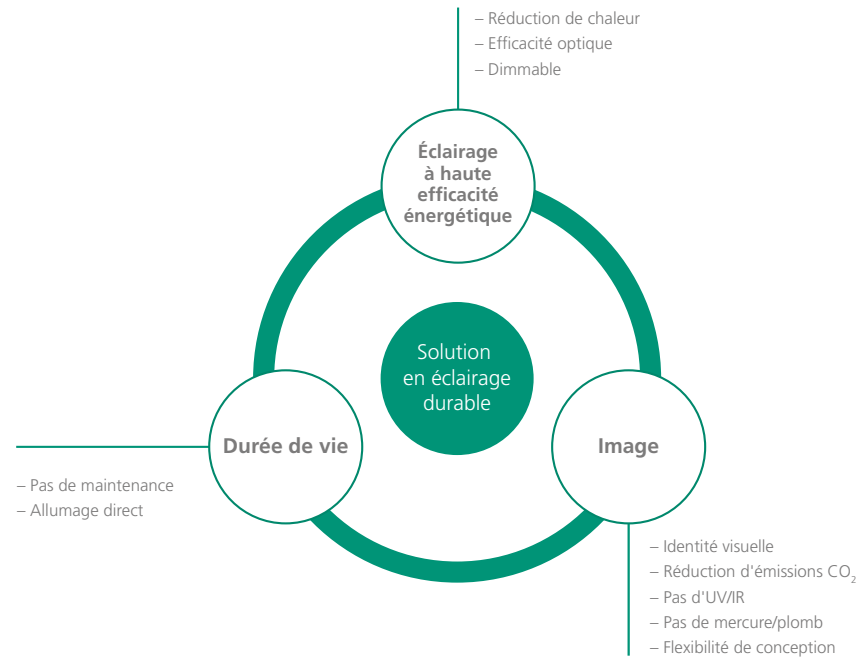 – Réduction de chaleur
– Efficacité optique
– Dimmable
Éclairage
à haute
efficacité
énergétique
Solution
en éclairage
durable
Durée de vie
Image
– Pas de maintenance
– Allumage direct
– Identité visuelle
– Réduction d'émissions CO₂
– Pas d'UV/IR
– Pas de mercure/plomb
– Flexibilité de conception